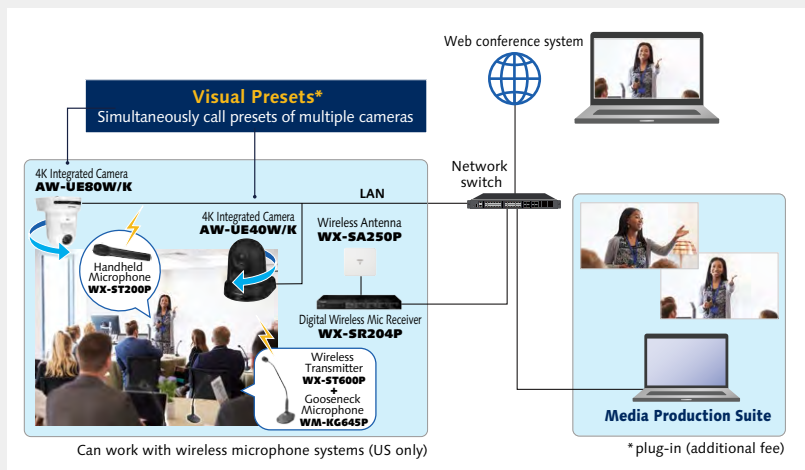 Web conference system
Visual Presets*
Simultaneously call presets of multiple cameras
4K Integrated Camera
AW-UE80W/K
Network
switch
LAN
4K Integrated Camera
AW-UE40W/K
Wireless Antenna
WX-SA250P
Handheld
Microphone
WX-ST200P
Digital Wireless Mic Receiver
WX-SR204P
Wireless
Transmitter
WX-ST600P
+
Gooseneck
Microphone
WM-KG645P
Media Production Suite
Can work with wireless microphone systems (US only)
*plug-in (additional fee)